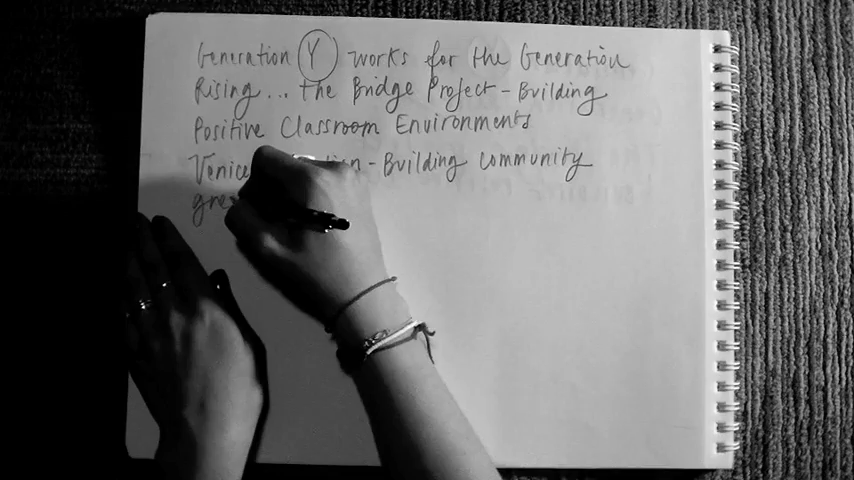 Generation Y works for the Generation
Rising... the Bridge Project - Building
Positive Classroom Environments
Venice - Building community